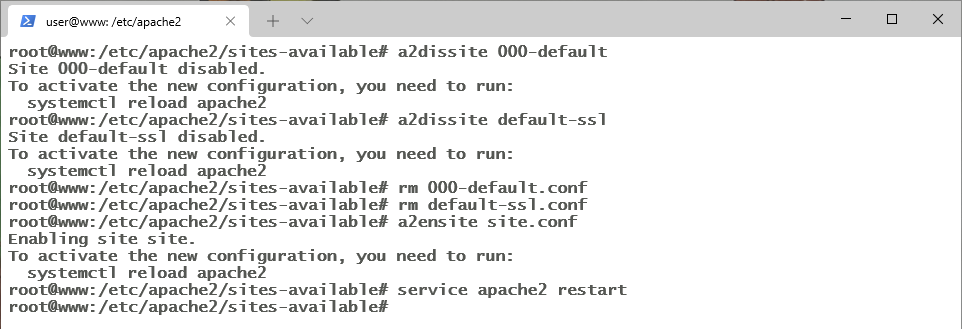 user@www: /etc/apache2
root@www:/etc/apache2/sites-available# a2dissite 000-default
Site 000-default disabled.
To activate the new configuration, you need to run:
  systemctl reload apache2
root@www:/etc/apache2/sites-available# a2dissite default-ssl
Site default-ssl disabled.
To activate the new configuration, you need to run:
  systemctl reload apache2
root@www:/etc/apache2/sites-available# rm 000-default.conf
root@www:/etc/apache2/sites-available# rm default-ssl.conf
root@www:/etc/apache2/sites-available# a2ensite site.conf
Enabling site site.
To activate the new configuration, you need to run:
  systemctl reload apache2
root@www:/etc/apache2/sites-available# service apache2 restart
root@www:/etc/apache2/sites-available#